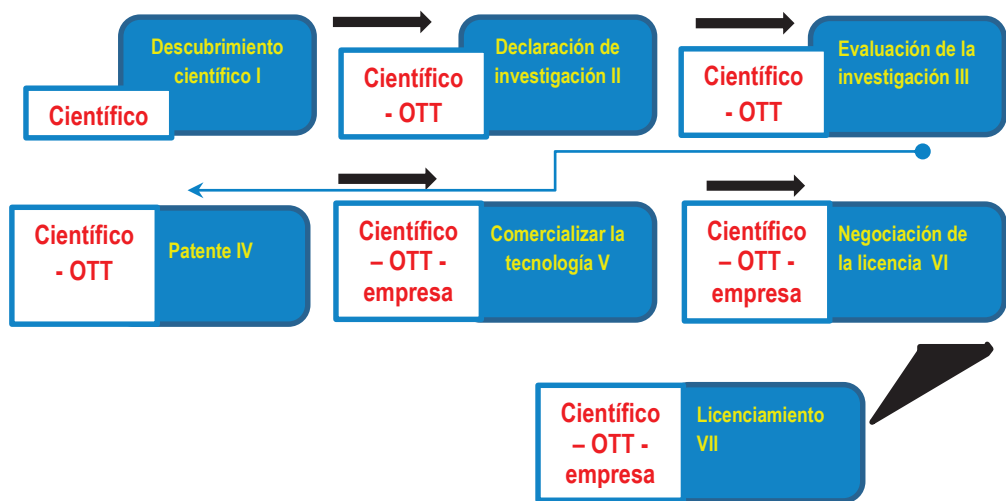 Descubrimiento
científico I
Científico
Declaración de
investigación II
Científico
- OTT
Evaluación de la
investigación III
Científico
- OTT
Científico
- OTT
Patente IV
Científico
– OTT -
empresa
Comercializar la
tecnología V
Científico
– OTT -
empresa
Negociación de
la licencia VI
Científico
– OTT -
empresa
Licenciamiento
VII